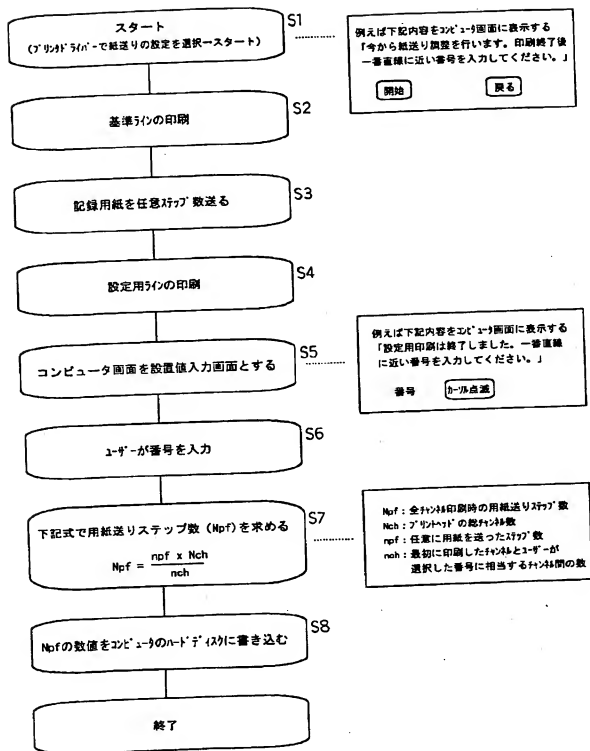 スタート
(プリンタドライバーで紙送りの設定を選択→スタート)
S1
例えば下記内容をコンピュータ画面に表示する
「今から紙送り調整を行います。印刷終了後
一番直線に近い番号を入力してください。」
開始
戻る
基準ラインの印刷
S2
記録用紙を任意ステップ数送る
S3
設定用ラインの印刷
S4
コンピュータ画面を設置値入力画面とする
S5
例えば下記内容をコンピュータ画面に表示する
「設定用印刷は終了しました。一番直線
に近い番号を入力してください。」
番号
カーソル点滅
ユーザーが番号を入力
S6
下記式で用紙送りステップ数 (Npf) を求める
Npf = npf x Nch
nch
S7
Npf : 全チャンネル印刷時の用紙送りステップ数
Nch : プリントヘッドの総チャンネル数
npf : 任意に用紙を送ったステップ数
nch : 最初に印刷したチャンネルとユーザーが
選択した番号に相当するチャンネル間の数
Npfの数値をコンピュータのハードディスクに書き込む
S8
終了